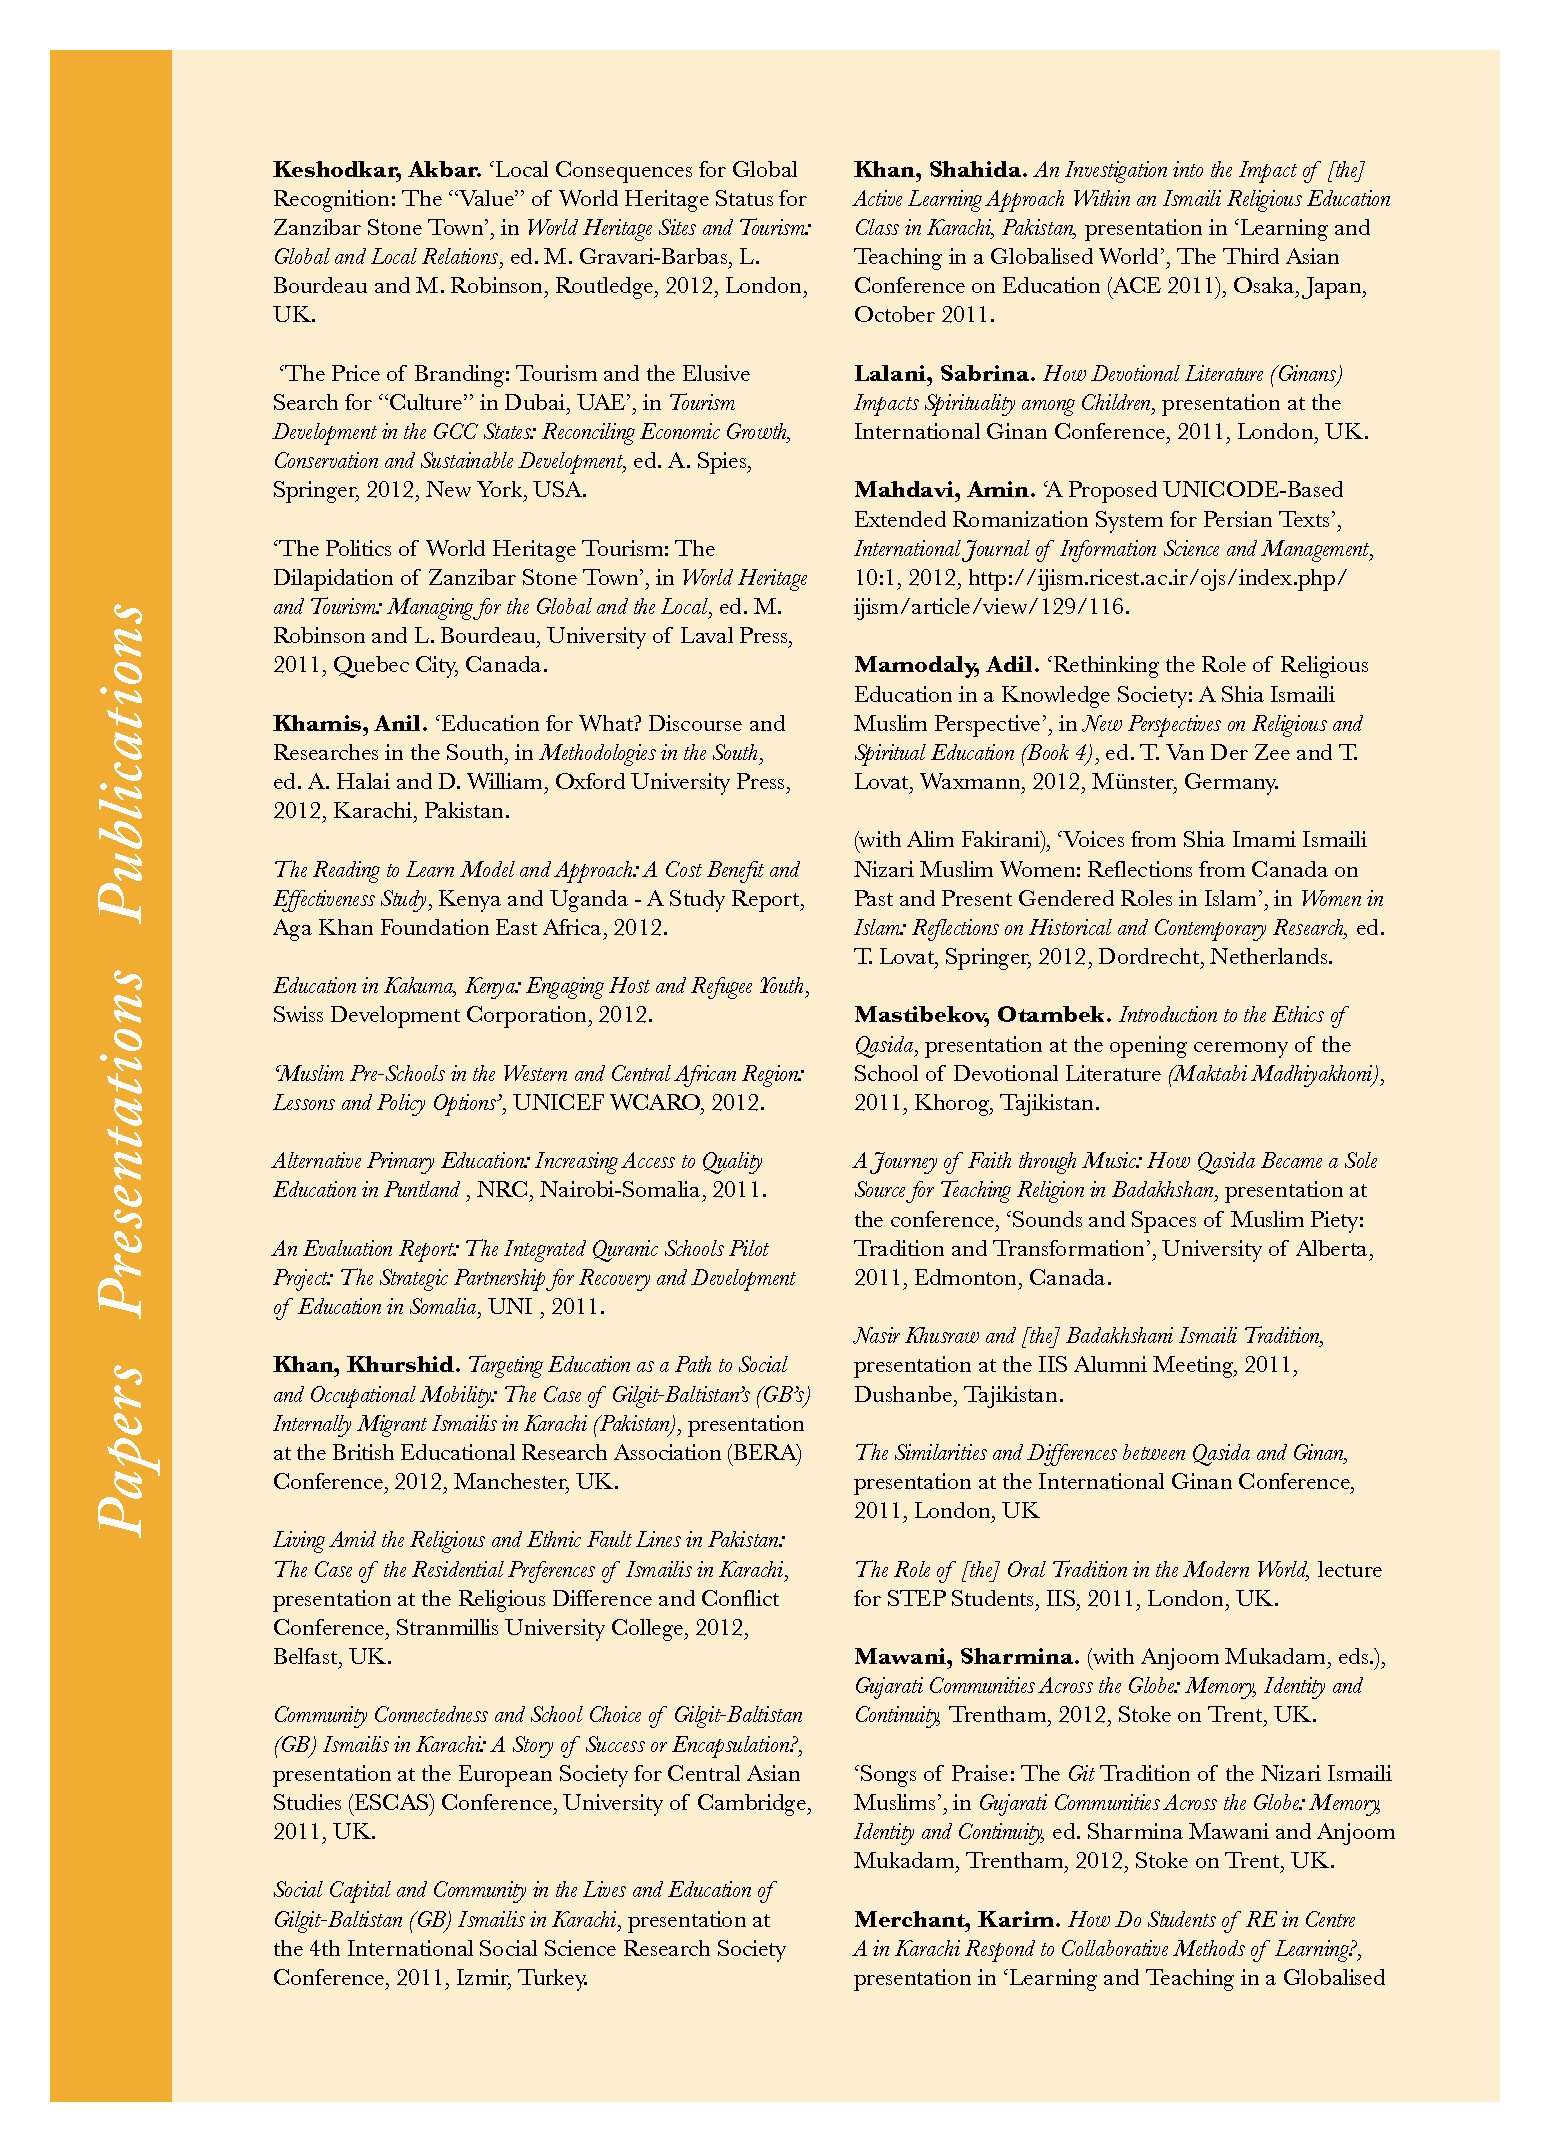 Papers Presentations Publications
Keshodkar, Akbar. ‘Local Consequences for Global
Recognition: The “Value” of World Heritage Status for
Zanzibar Stone Town’, in World Heritage Sites and Tourism:
Global and Local Relations, ed. M. Gravari-Barbas, L.
Bourdeau and M. Robinson, Routledge, 2012, London,
UK.
‘The Price of Branding: Tourism and the Elusive
Search for “Culture” in Dubai, UAE’, in Tourism
Development in the GCC States: Reconciling Economic Growth,
Conservation and Sustainable Development, ed. A. Spies,
Springer, 2012, New York, USA.
‘The Politics of World Heritage Tourism: The
Dilapidation of Zanzibar Stone Town’, in World Heritage
and Tourism: Managing for the Global and the Local, ed. M.
Robinson and L. Bourdeau, University of Laval Press,
2011, Quebec City, Canada.
Khamis, Anil. ‘Education for What? Discourse and
Researches in the South, in Methodologies in the South,
ed. A. Halai and D. William, Oxford University Press,
2012, Karachi, Pakistan.
The Reading to Learn Model and Approach: A Cost Benefit and
Effectiveness Study, Kenya and Uganda - A Study Report,
Aga Khan Foundation East Africa, 2012.
Education in Kakuma, Kenya: Engaging Host and Refugee Youth,
Swiss Development Corporation, 2012.
‘Muslim Pre-Schools in the Western and Central African Region:
Lessons and Policy Options’, UNICEF WCARO, 2012.
Alternative Primary Education: Increasing Access to Quality
Education in Puntland , NRC, Nairobi-Somalia, 2011.
An Evaluation Report: The Integrated Quranic Schools Pilot
Project: The Strategic Partnership for Recovery and Development
of Education in Somalia, UNI , 2011.
Khan, Khurshid. Targeting Education as a Path to Social
and Occupational Mobility: The Case of Gilgit-Baltistan’s (GB’s)
Internally Migrant Ismailis in Karachi (Pakistan), presentation
at the British Educational Research Association (BERA)
Conference, 2012, Manchester, UK.
Living Amid the Religious and Ethnic Fault Lines in Pakistan:
The Case of the Residential Preferences of Ismailis in Karachi,
presentation at the Religious Difference and Conflict
Conference, Stranmillis University College, 2012,
Belfast, UK.
Community Connectedness and School Choice of Gilgit-Baltistan
(GB) Ismailis in Karachi: A Story of Success or Encapsulation?,
presentation at the European Society for Central Asian
Studies (ESCAS) Conference, University of Cambridge,
2011, UK.
Social Capital and Community in the Lives and Education of
Gilgit-Baltistan (GB) Ismailis in Karachi, presentation at
the 4th International Social Science Research Society
Conference, 2011, Izmir, Turkey.
Khan, Shahida. An Investigation into the Impact of [the]
Active Learning Approach Within an Ismaili Religious Education
Class in Karachi, Pakistan, presentation in ‘Learning and
Teaching in a Globalised World’, The Third Asian
Conference on Education (ACE 2011), Osaka, Japan,
October 2011.
Lalani, Sabrina. How Devotional Literature (Ginans)
Impacts Spirituality among Children, presentation at the
International Ginan Conference, 2011, London, UK.
Mahdavi, Amin. ‘A Proposed UNICODE-Based
Extended Romanization System for Persian Texts’,
International Journal of Information Science and Management,
10:1, 2012, http://ijism.ricest.ac.ir/ojs/index.php/
ijism/article/view/129/116.
Mamodaly, Adil. ‘Rethinking the Role of Religious
Education in a Knowledge Society: A Shia Ismaili
Muslim Perspective’, in New Perspectives on Religious and
Spiritual Education (Book 4), ed. T. Van Der Zee and T.
Lovat, Waxmann, 2012, Münster, Germany.
(with Alim Fakirani), ‘Voices from Shia Imami Ismaili
Nizari Muslim Women: Reflections from Canada on
Past and Present Gendered Roles in Islam’, in Women in
Islam: Reflections on Historical and Contemporary Research, ed.
T. Lovat, Springer, 2012, Dordrecht, Netherlands.
Mastibekov, Otambek. Introduction to the Ethics of
Qasida, presentation at the opening ceremony of the
School of Devotional Literature (Maktabi Madhiyakhoni),
2011, Khorog, Tajikistan.
A Journey of Faith through Music: How Qasida Became a Sole
Source for Teaching Religion in Badakhshan, presentation at
the conference, ‘Sounds and Spaces of Muslim Piety:
Tradition and Transformation’, University of Alberta,
2011, Edmonton, Canada.
Nasir Khusraw and [the] Badakhshani Ismaili Tradition,
presentation at the IIS Alumni Meeting, 2011,
Dushanbe, Tajikistan.
The Similarities and Differences between Qasida and Ginan,
presentation at the International Ginan Conference,
2011, London, UK
The Role of [the] Oral Tradition in the Modern World, lecture
for STEP Students, IIS, 2011, London, UK.
Mawani, Sharmina. (with Anjoom Mukadam, eds.),
Gujarati Communities Across the Globe: Memory, Identity and
Continuity, Trentham, 2012, Stoke on Trent, UK.
‘Songs of Praise: The Git Tradition of the Nizari Ismaili
Muslims’, in Gujarati Communities Across the Globe: Memory,
Identity and Continuity, ed. Sharmina Mawani and Anjoom
Mukadam, Trentham, 2012, Stoke on Trent, UK.
Merchant, Karim. How Do Students of RE in Centre
A in Karachi Respond to Collaborative Methods of Learning?,
presentation in ‘Learning and Teaching in a Globalised